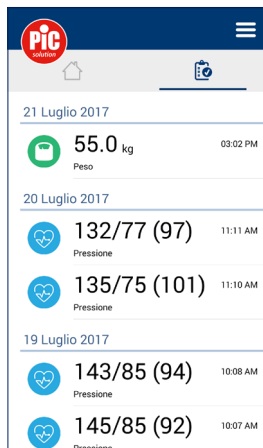 PiC
solution
21 Luglio 2017
55.0 kg
03:02 PM
Peso
20 Luglio 2017
132/77 (97)
11:11 AM
Pressione
135/75 (101)
11:10 AM
Pressione
19 Luglio 2017
143/85 (94)
10:08 AM
Pressione
145/85 (92)
10:07 AM
Pressione